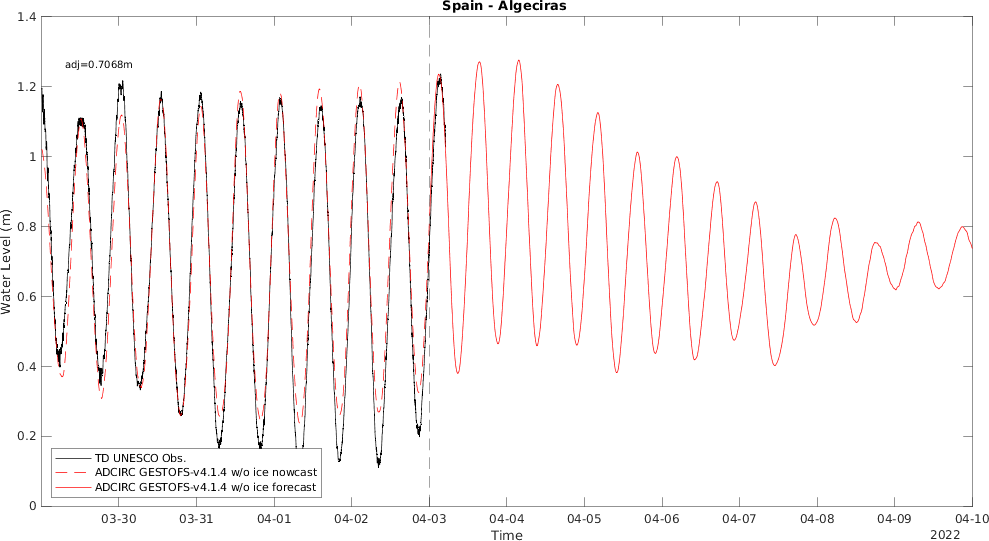 Spain - Algeciras
adj=0.7068m
Water Level (m)
1.4
1.2
1
0.8
0.6
0.4
0.2
0
TD UNESCO Obs.
ADCIRC GESTOFS-v4.1.4 w/o ice nowcast
ADCIRC GESTOFS-v4.1.4 w/o ice forecast
03-30 03-31 04-01 04-02 04-03 04-04 04-05 04-06 04-07 04-08 04-09 04-10
Time
2022